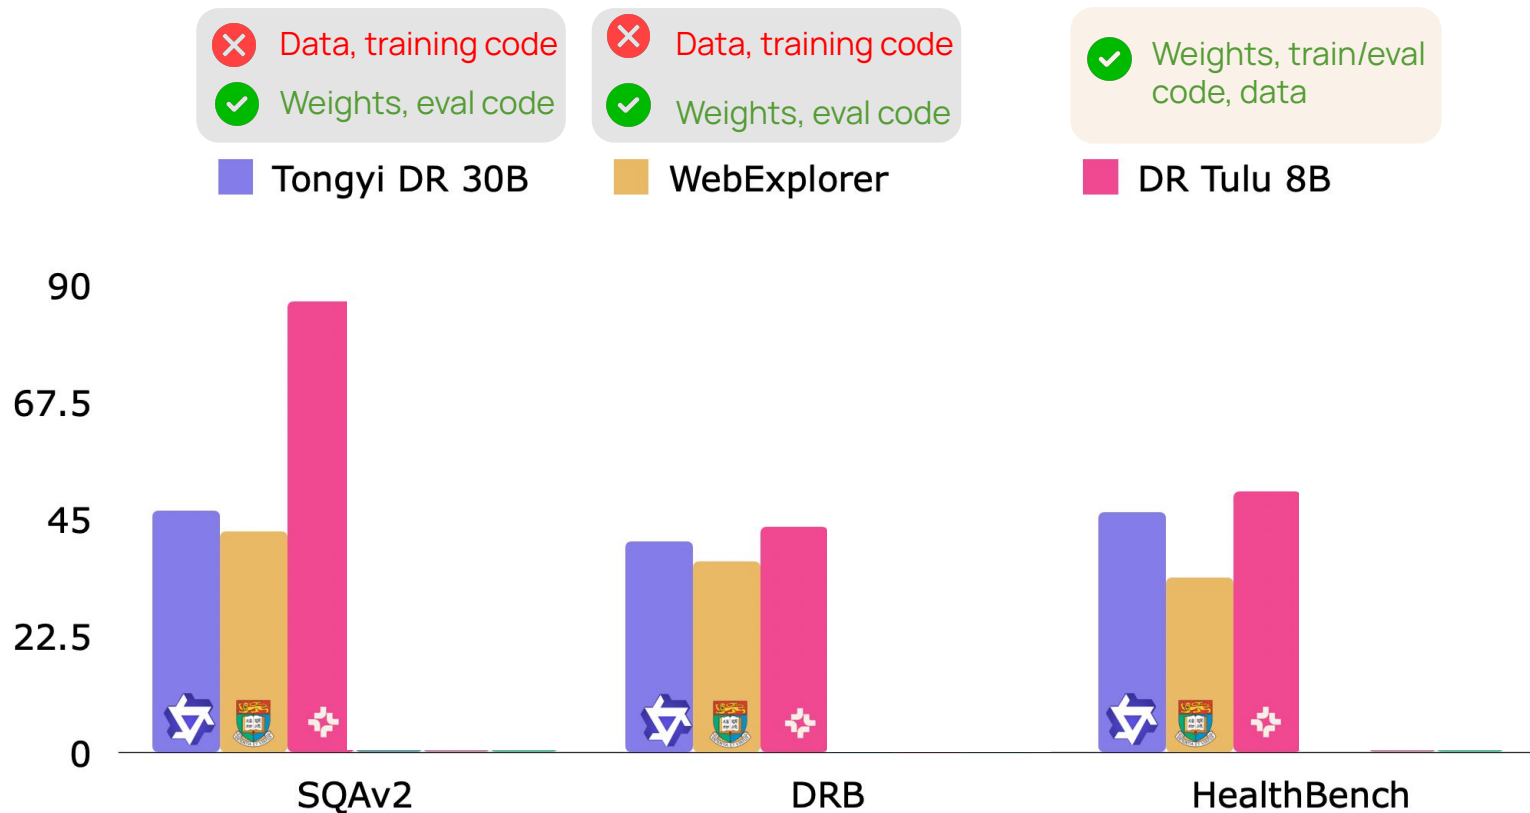 Data, training code
Weights, eval code
Data, training code
Weights, eval code
Weights, train/eval
code, data
Tongyi DR 30B
WebExplorer
DR Tulu 8B
90
67.5
45
22.5
0
SQAv2
DRB
HealthBench